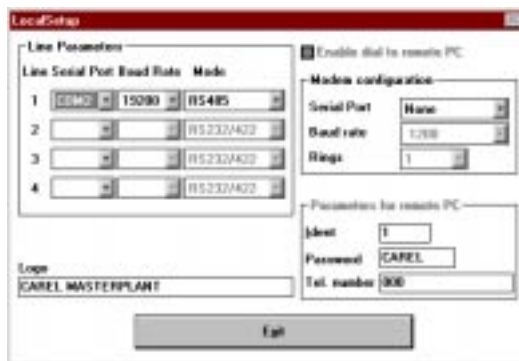 LocalSetup
Line Parameters
Line Serial Port Baud Rate Mode
1 COM2 19200 RS485
2 RS232/422
3 RS232/422
4 RS232/422
Logo
CAREL MASTERPLANT
Enable dial to remote PC
Modem configuration
Serial Port None
Baud rate 1200
Rings 1
Parameters for remote PC
Ident 1
Password CAREL
Tel. number 000
Exit